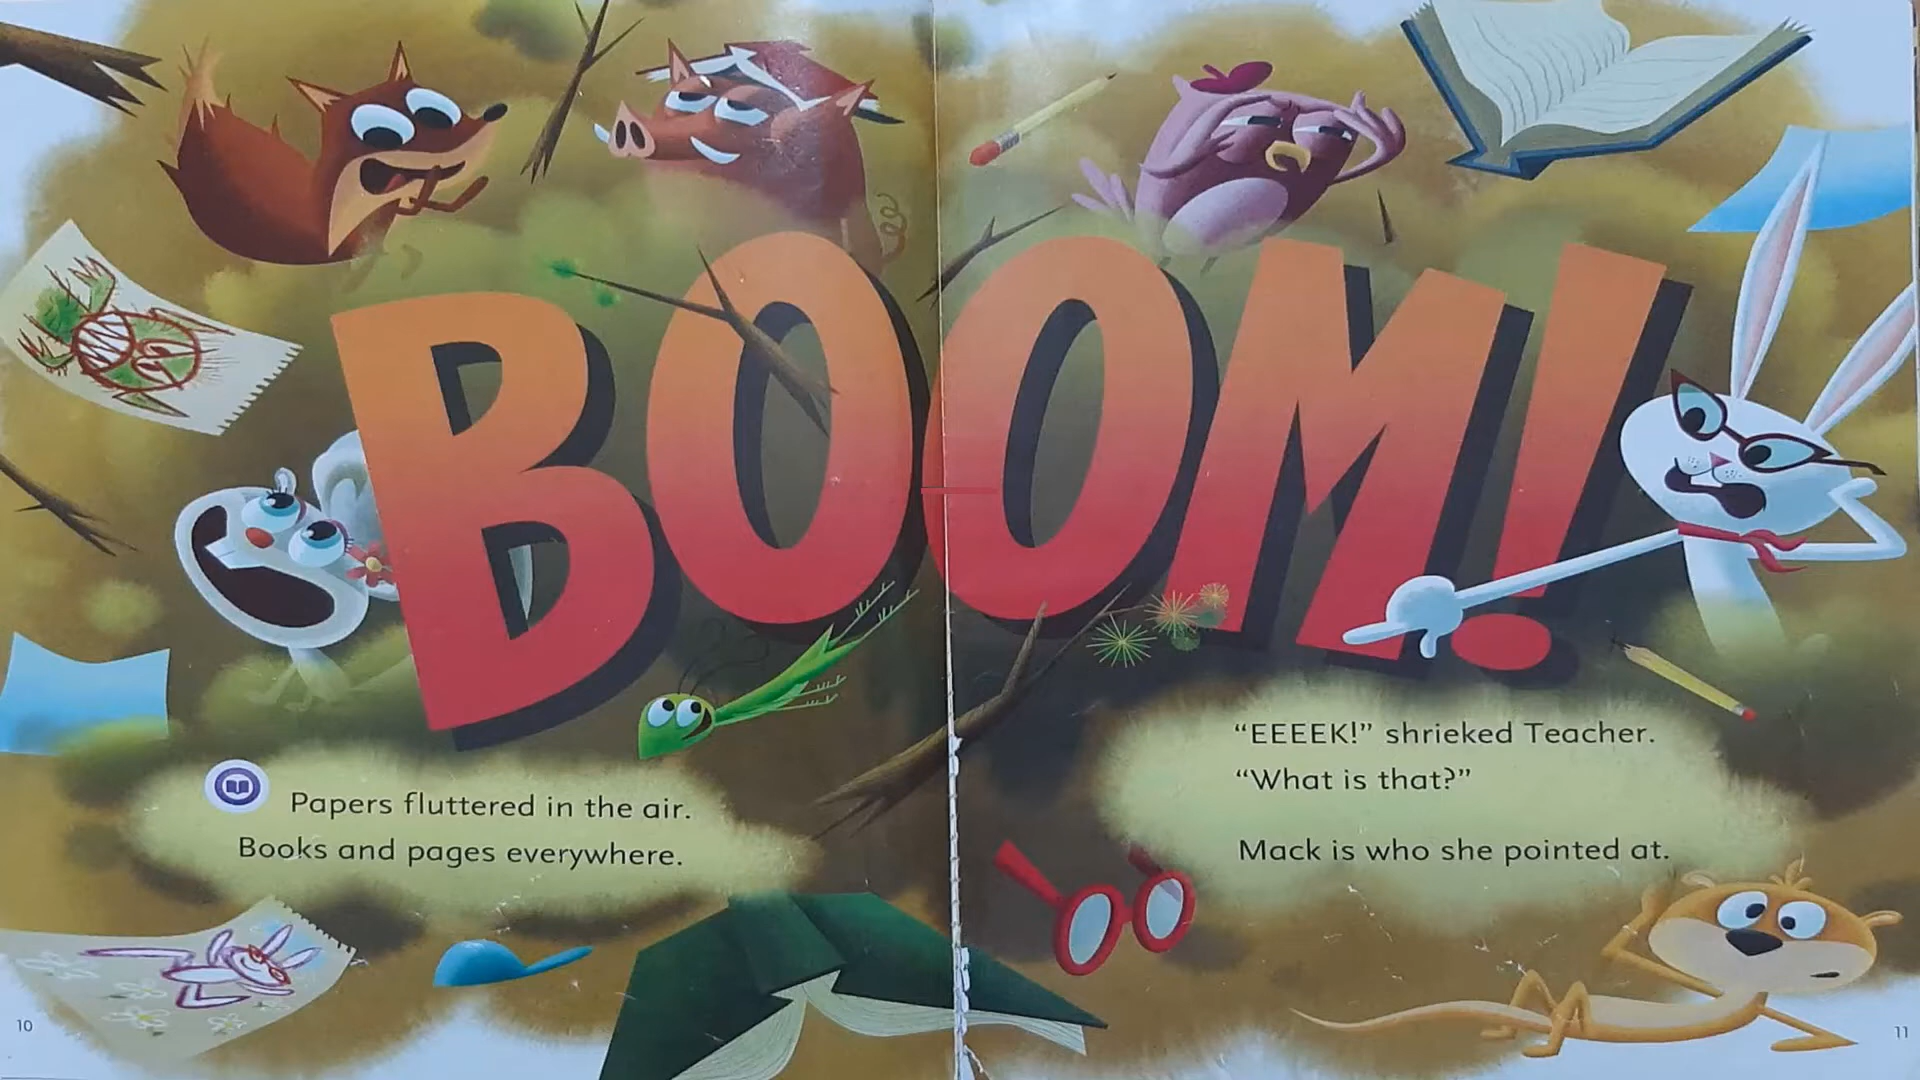 BOOM!
Papers fluttered in the air.
Books and pages everywhere.
10
“EEEEK!” shrieked Teacher.
“What is that?”
Mack is who she pointed at.
11